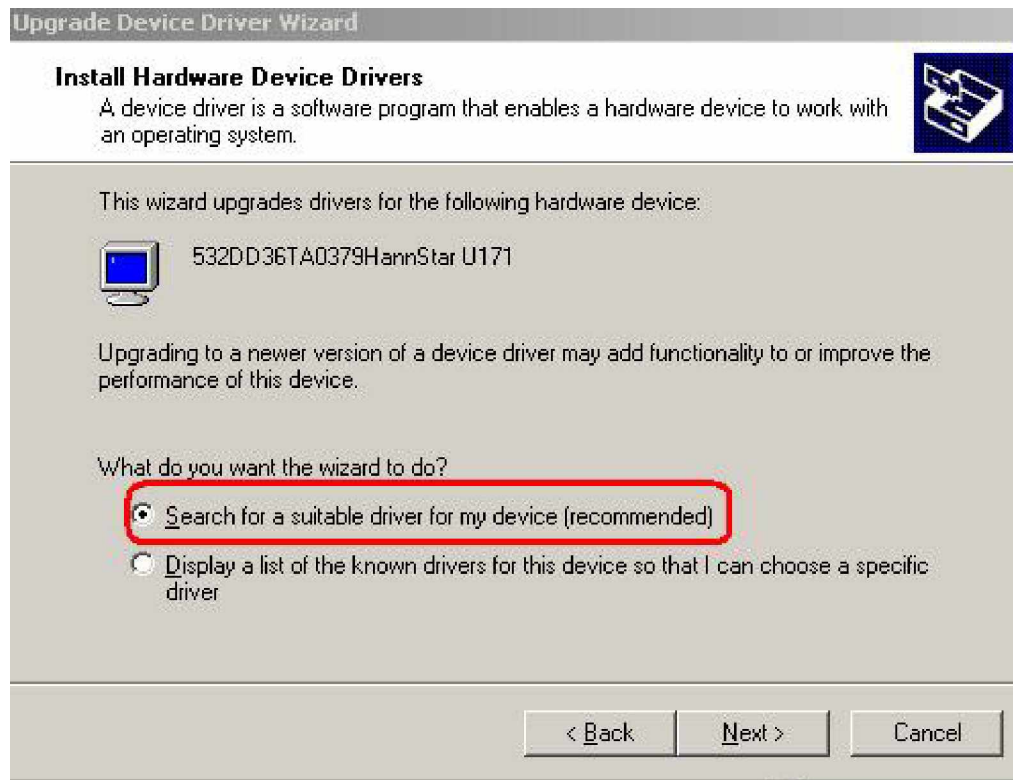 Upgrade Device Driver Wizard
Install Hardware Device Drivers
A device driver is a software program that enables a hardware device to work with
an operating system.
This wizard upgrades drivers for the following hardware device:
532DD36TA0379HannStar U171
Upgrading to a newer version of a device driver may add functionality to or improve the
performance of this device.
What do you want the wizard to do?
Search for a suitable driver for my device (recommended)
Display a list of the known drivers for this device so that I can choose a specific
driver
< Back
Next >
Cancel